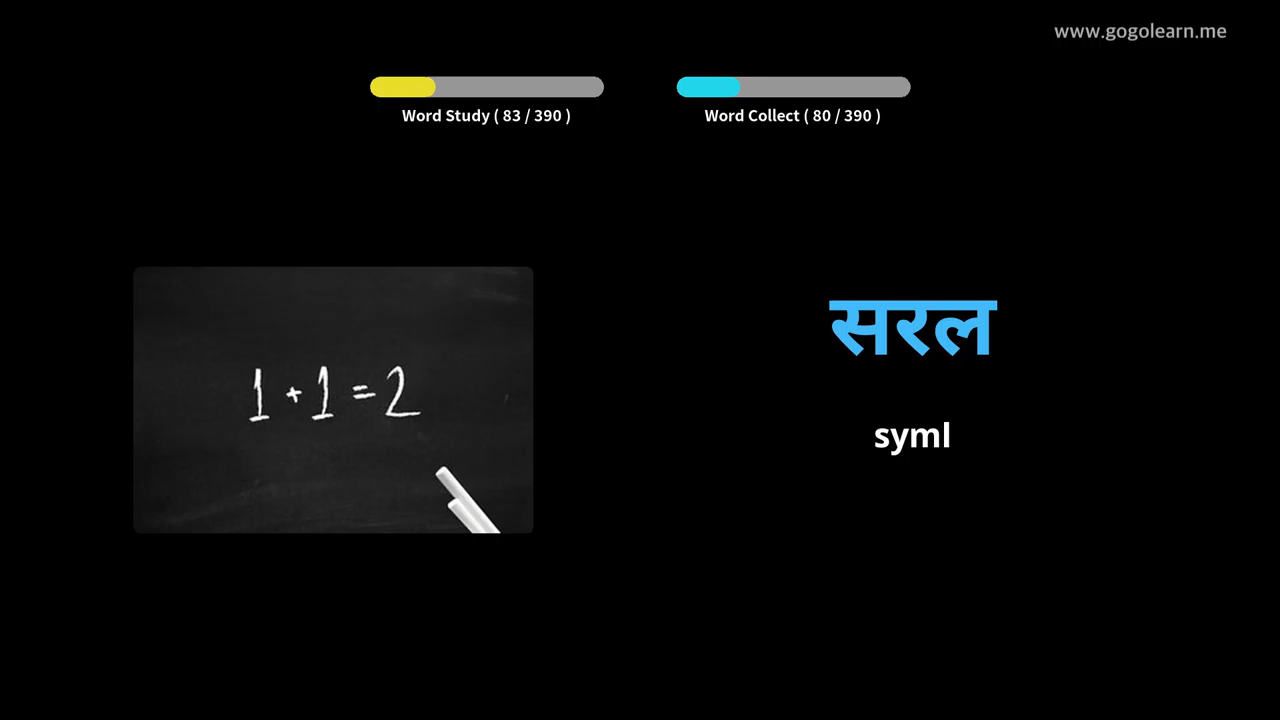 www.gogolearn.me
Word Study ( 83 / 390 )
Word Collect ( 80 / 390 )
सरल
1 + 1 = 2
syml